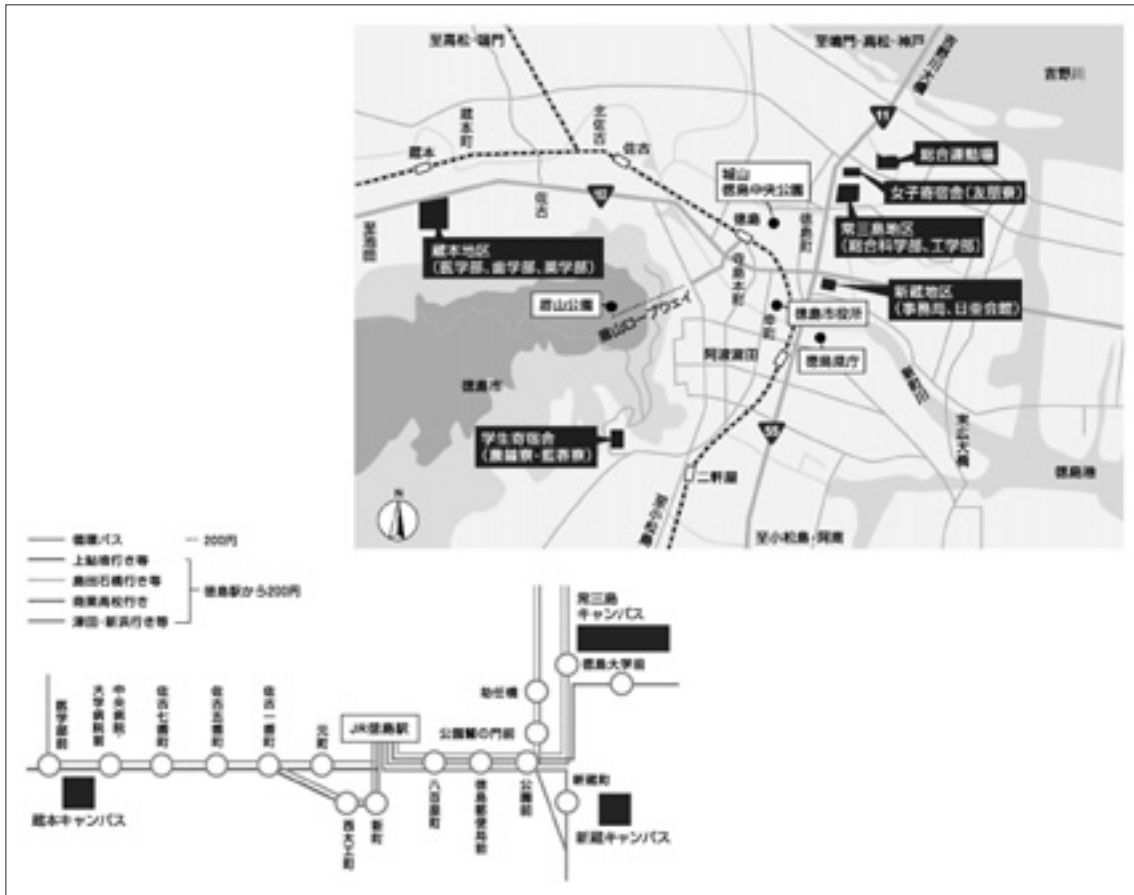 至高松・鳴門
至鳴門・高松・神戸
吉野川大橋
吉野川
11
蔵本町
北佐古
蔵本
佐古
総合運動場
城山
徳島中央公園
女子寄宿舎(友朋寮)
常三島地区
(総合科学部、工学部)
佐古
徳島
徳島町
至池田
蔵本地区
(医学部、歯学部、薬学部)
徳島本町
新蔵地区
(事務局、日亜会館)
眉山公園
眉山ロープウェイ
幸町
徳島市役所
阿波富田
徳島県庁
新町川
徳島市
末広大橋
学生寄宿舎
55
徳島港
二軒屋
N
至小松島・阿南
循環バス
200円
上鮎喰行き等
島田石橋行き等
徳島駅から200円
商業高校行き
津田・新浜行き等
常三島
キャンパス
徳島大学前
助任橋
医学部前
中央病院・
大学病院前
佐古七番町
佐古五番町
佐古一番町
元町
JR徳島駅
公園鷲の門前
新蔵町
蔵本キャンパス
西大工町
新町
八百屋町
徳島郵便局前
公園前
新蔵キャンパス